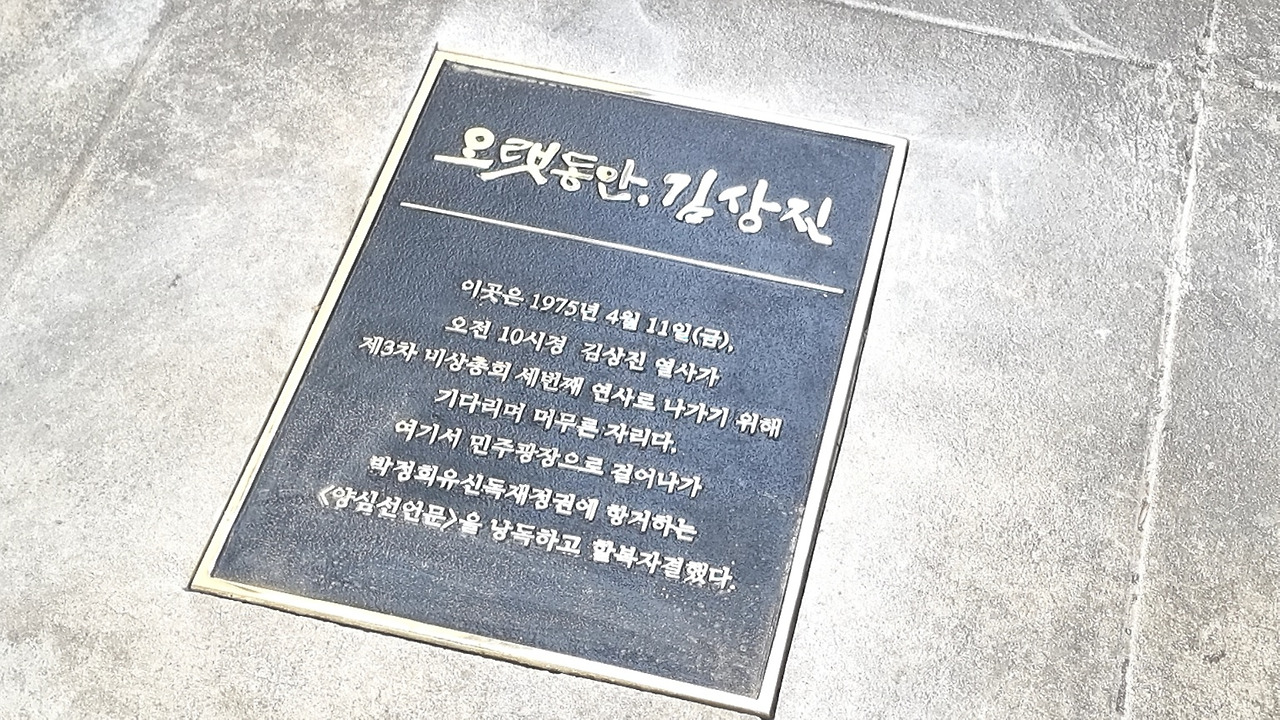 오랫동안, 김상진
이곳은 1975년 4월 11일(금),
오전 10시경 김상진 열사가
제3차 비상총회 세번째 연사로 나가기 위해
기다리며 머무른 자리다.
여기서 민주광장으로 걸어나가
박정희유신독재정권에 항거하는
<양심선언문>을 낭독하고 할복자결했다.